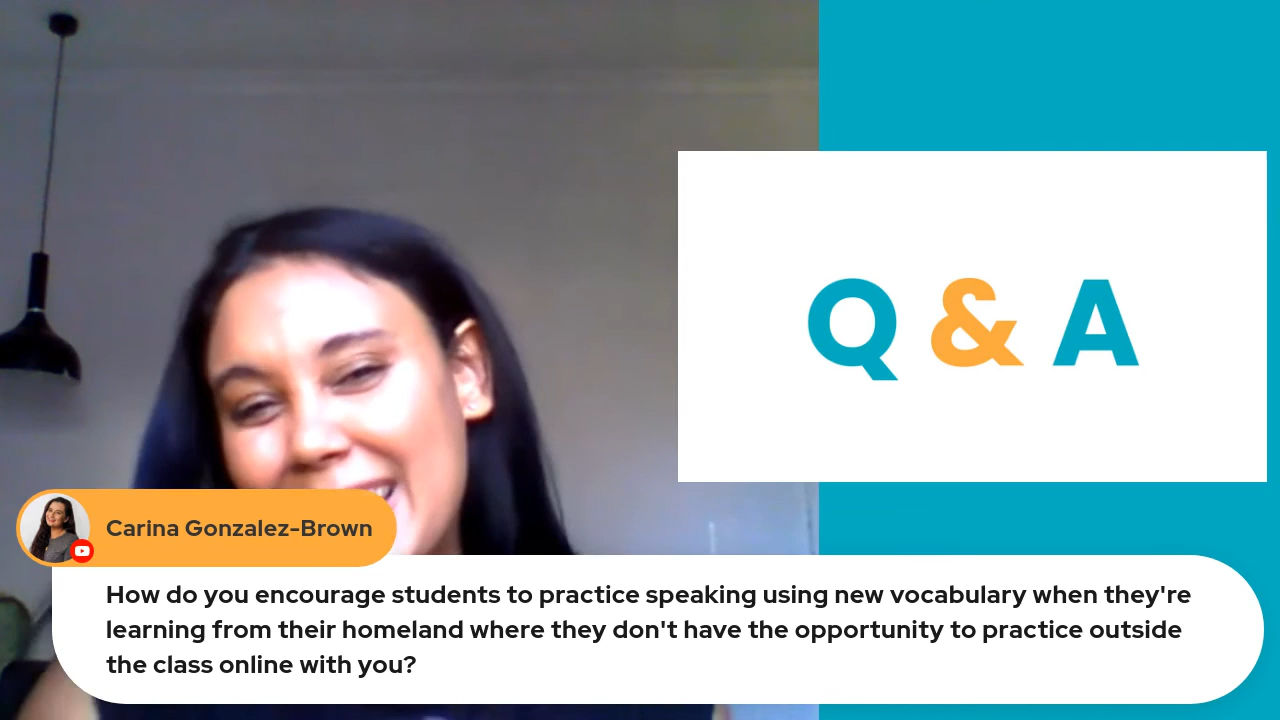 Q & A
Carina Gonzalez-Brown
How do you encourage students to practice speaking using new vocabulary when they're
learning from their homeland where they don't have the opportunity to practice outside
the class online with you?